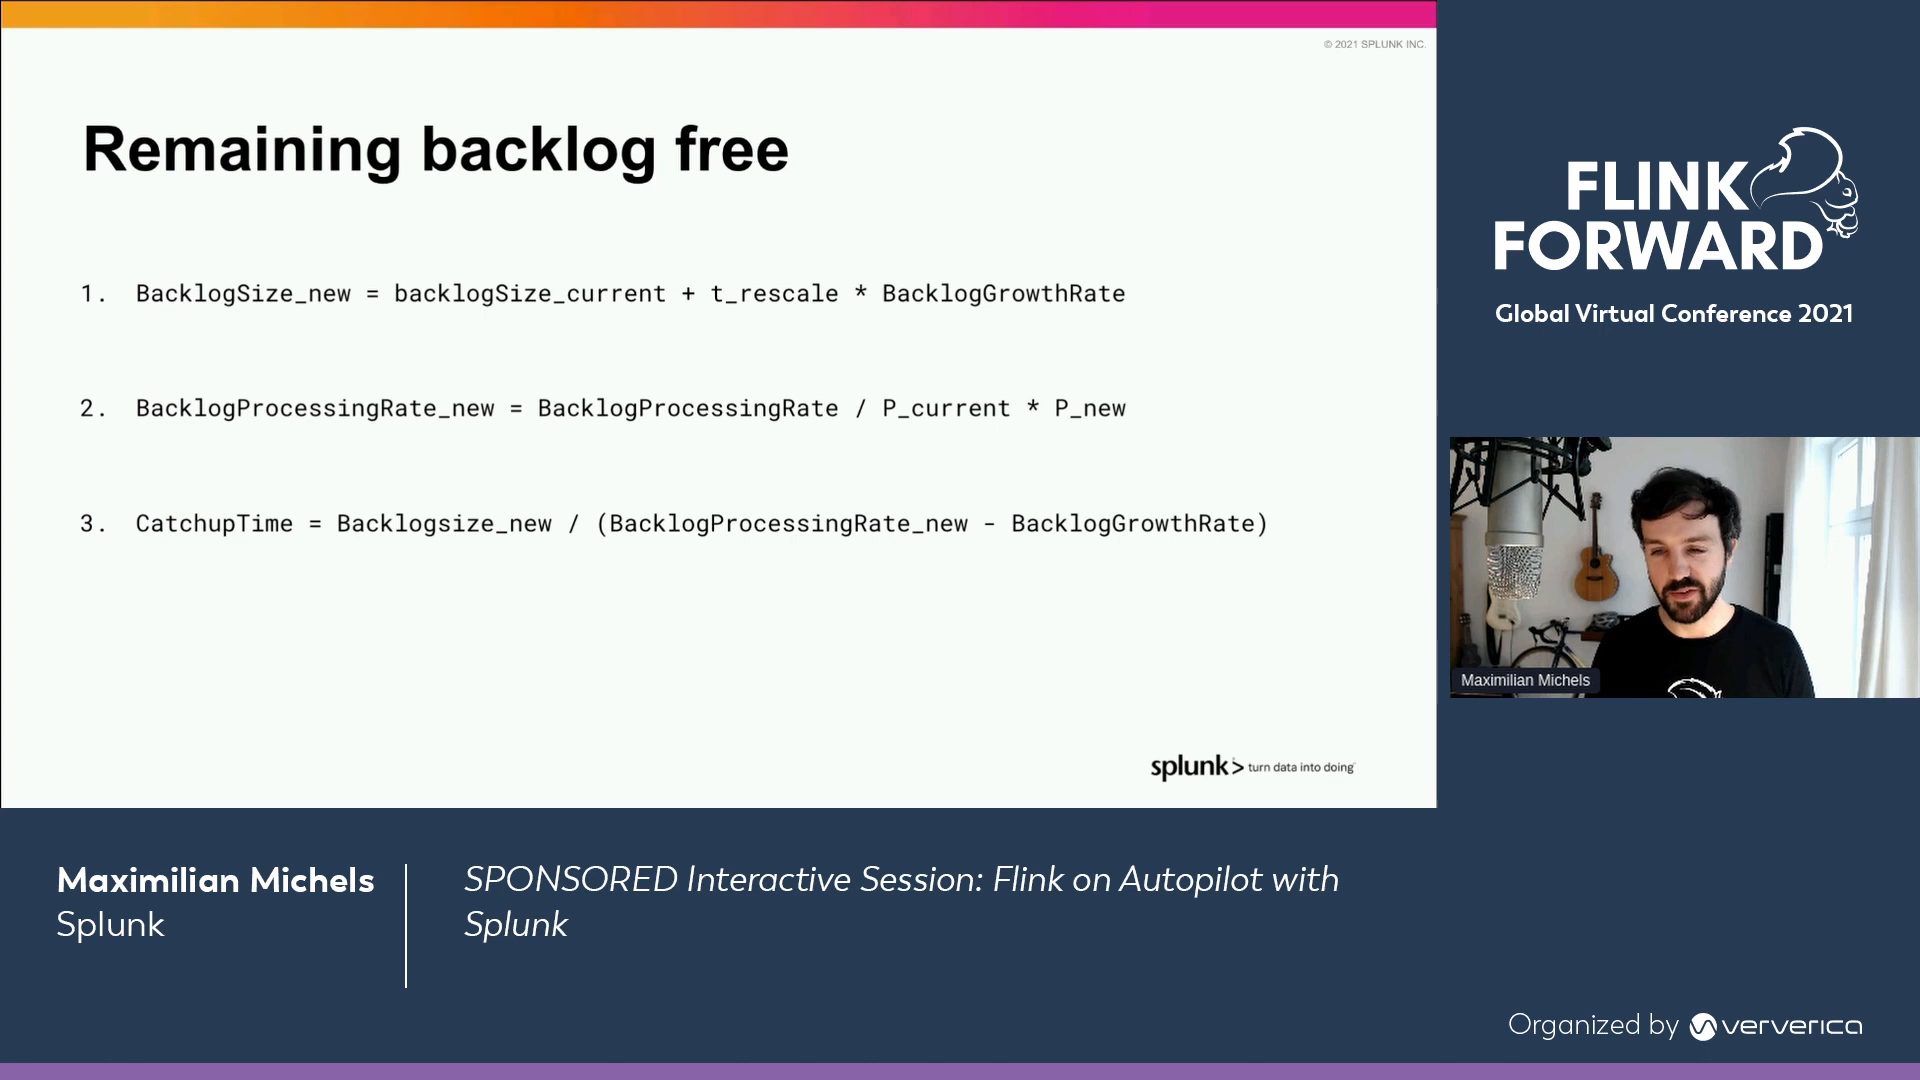 © 2021 SPLUNK INC.
Remaining backlog free
1. BacklogSize_new = backlogSize_current + t_rescale * BacklogGrowthRate
2. BacklogProcessingRate_new = BacklogProcessingRate / P_current * P_new
3. CatchupTime = Backlogsize_new / (BacklogProcessingRate_new - BacklogGrowthRate)
splunk> turn data into doing
FLINK
FORWARD
Global Virtual Conference 2021
Maximilian Michels
Maximilian Michels
Splunk
SPONSORED Interactive Session: Flink on Autopilot with
Splunk
Organized by ververica